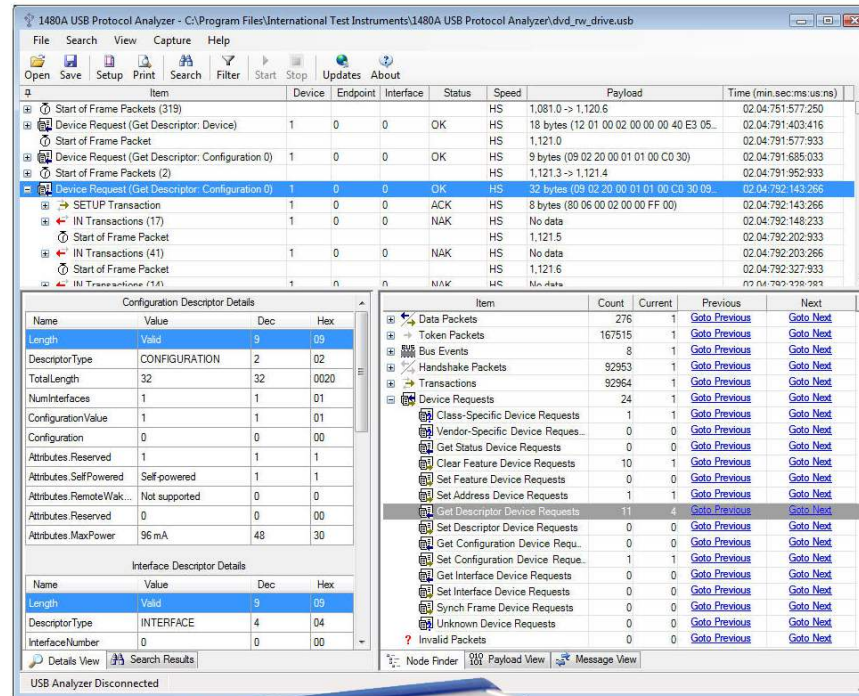 1480A USB Protocol Analyzer - C:\Program Files\International Test Instruments\1480A USB Protocol Analyzer\dvd_rw_drive.usb
File Search View Capture Help
Open Save Setup Print Search Filter Start Stop Updates About
Item Device Endpoint Interface Status Speed Payload Time (min.sec:ms:us:ns)
Start of Frame Packets (319) HS 1,081.0 -> 1,120.6 02.04:751:577:250
Device Request (Get Descriptor: Device) 1 0 0 OK HS 18 bytes (12 01 00 02 00 00 00 40 E3 05... 02.04:791:403:416
Start of Frame Packet HS 1,121.0 02.04:791:577:933
Device Request (Get Descriptor: Configuration 0) 1 0 0 OK HS 9 bytes (09 02 20 00 01 01 00 C0 30) 02.04:791:685:033
Start of Frame Packets (2) HS 1,121.3 -> 1,121.4 02.04:791:952:933
Device Request (Get Descriptor: Configuration 0) 1 0 0 OK HS 32 bytes (09 02 20 00 01 01 00 C0 30 09... 02.04:792:143:266
SETUP Transaction 1 0 0 ACK HS 8 bytes (80 06 00 02 00 00 FF 00) 02.04:792:143:266
IN Transactions (17) 1 0 0 NAK HS No data 02.04:792:148:233
Start of Frame Packet HS 1,121.5 02.04:792:202:933
IN Transactions (41) 1 0 0 NAK HS No data 02.04:792:203:266
Start of Frame Packet HS 1,121.6 02.04:792:327:933
IN Transactions (14) 1 0 0 NAK HS No data 02.04:792:328:283
Configuration Descriptor Details
Name Value Dec Hex
Length Valid 9 09
DescriptorType CONFIGURATION 2 02
TotalLength 32 32 0020
NumInterfaces 1 1 01
ConfigurationValue 1 1 01
Configuration 0 0 00
Attributes.Reserved 1 1 1
Attributes.SelfPowered Self-powered 1 1
Attributes.RemoteWak... Not supported 0 0
Attributes.Reserved 0 0 00
Attributes.MaxPower 96 mA 48 30
Interface Descriptor Details
Name Value Dec Hex
Length Valid 9 09
DescriptorType INTERFACE 4 04
InterfaceNumber 0 0 00
Details View Search Results
Item Count Current Previous Next
Data Packets 276 1 Goto Previous Goto Next
Token Packets 167515 1 Goto Previous Goto Next
BUS Bus Events 8 1 Goto Previous Goto Next
Handshake Packets 92953 1 Goto Previous Goto Next
Transactions 92964 1 Goto Previous Goto Next
Device Requests 24 1 Goto Previous Goto Next
Class-Specific Device Requests 1 1 Goto Previous Goto Next
Vendor-Specific Device Reques... 0 0 Goto Previous Goto Next
Get Status Device Requests 0 0 Goto Previous Goto Next
Clear Feature Device Requests 10 1 Goto Previous Goto Next
Set Feature Device Requests 0 0 Goto Previous Goto Next
Set Address Device Requests 1 1 Goto Previous Goto Next
Get Descriptor Device Requests 11 4 Goto Previous Goto Next
Set Descriptor Device Requests 0 0 Goto Previous Goto Next
Get Configuration Device Requ... 0 0 Goto Previous Goto Next
Set Configuration Device Reque... 1 1 Goto Previous Goto Next
Get Interface Device Requests 0 0 Goto Previous Goto Next
Set Interface Device Requests 0 0 Goto Previous Goto Next
Synch Frame Device Requests 0 0 Goto Previous Goto Next
Unknown Device Requests 0 0 Goto Previous Goto Next
? Invalid Packets 0 0 Goto Previous Goto Next
Node Finder 010 101 Payload View Message View
USB Analyzer Disconnected